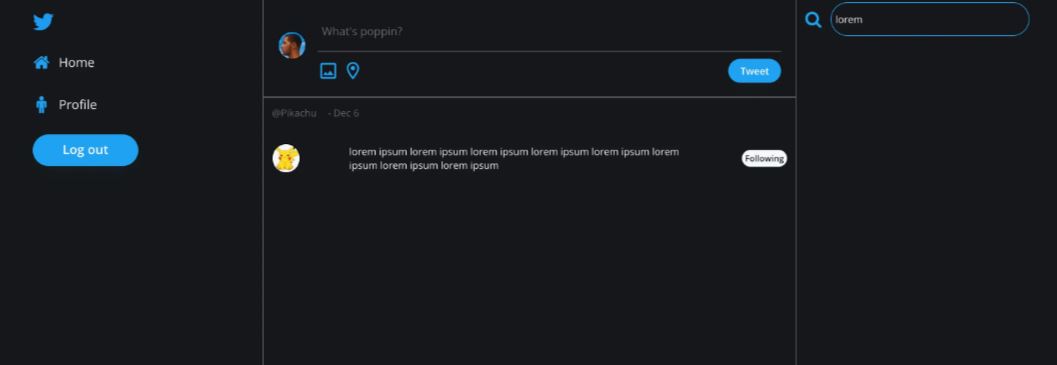 Home
Profile
Log out
What's poppin?
Tweet
@Pikachu - Dec 6
lorem ipsum lorem ipsum lorem ipsum lorem ipsum lorem ipsum lorem
ipsum lorem ipsum lorem ipsum
Following
lorem